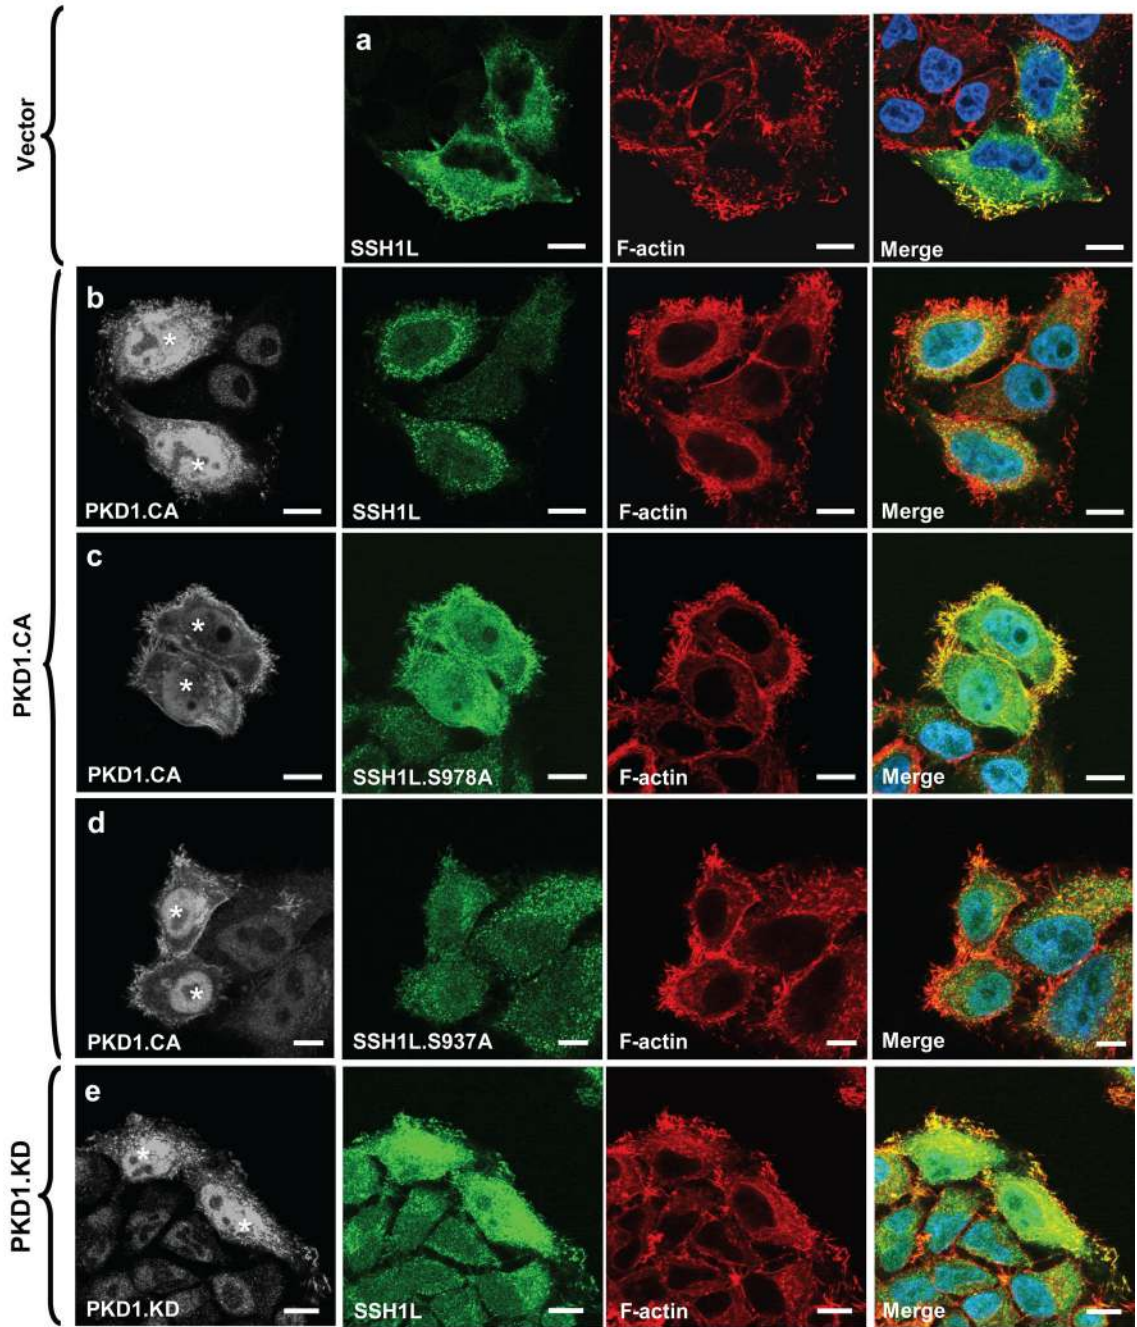 Vector
a
SSH1L
F-actin
Merge
PKD1.CA
b
*
*
PKD1.CA
SSH1L
F-actin
Merge
c
*
*
PKD1.CA
SSH1L.S978A
F-actin
Merge
d
*
*
PKD1.CA
SSH1L.S937A
F-actin
Merge
PKD1.KD
e
*
*
PKD1.KD
SSH1L
F-actin
Merge